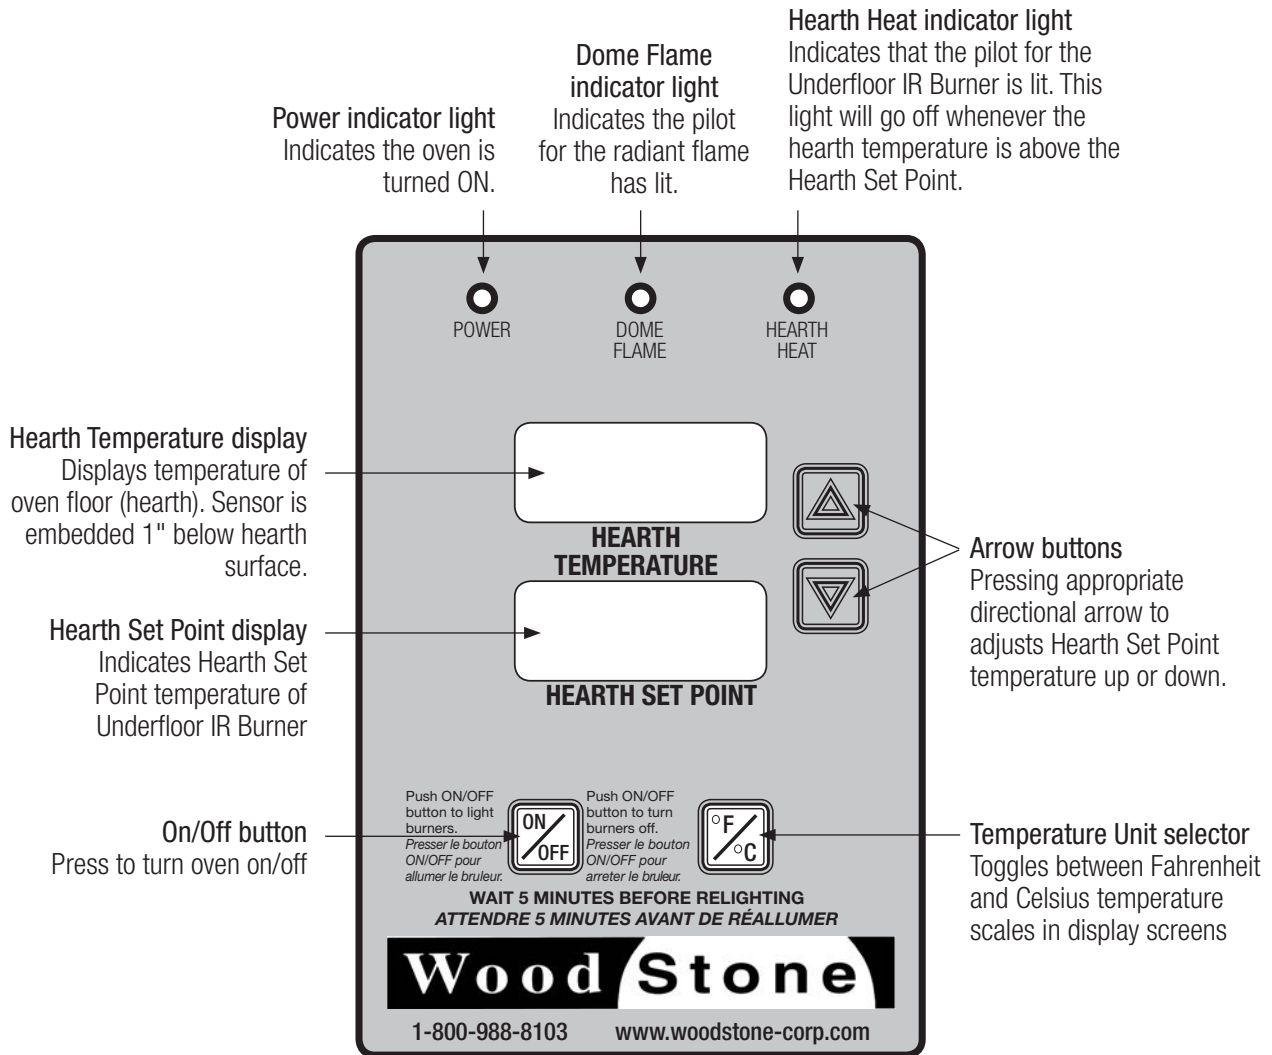 Hearth Heat indicator light
Indicates that the pilot for the
Underfloor IR Burner is lit. This
light will go off whenever the
hearth temperature is above the
Hearth Set Point.
Dome Flame
indicator light
Indicates the pilot
for the radiant flame
has lit.
Power indicator light
Indicates the oven is
turned ON.
POWER
DOME
FLAME
HEARTH
HEAT
Hearth Temperature display
Displays temperature of
oven floor (hearth). Sensor is
embedded 1" below hearth
surface.
HEARTH
TEMPERATURE
Arrow buttons
Pressing appropriate
directional arrow to
adjusts Hearth Set Point
temperature up or down.
Hearth Set Point display
Indicates Hearth Set
Point temperature of
Underfloor IR Burner
HEARTH SET POINT
On/Off button
Press to turn oven on/off
Push ON/OFF
button to light
burners.
Presser le bouton
ON/OFF pour
allumer le bruleur.
ON/OFF
Push ON/OFF
button to turn
burners off.
Presser le bouton
ON/OFF pour
arreter le bruleur.
°F/°C
Temperature Unit selector
Toggles between Fahrenheit
and Celsius temperature
scales in display screens
WAIT 5 MINUTES BEFORE RELIGHTING
ATTENDRE 5 MINUTES AVANT DE RÉALLUMER
Wood Stone
1-800-988-8103 www.woodstone-corp.com